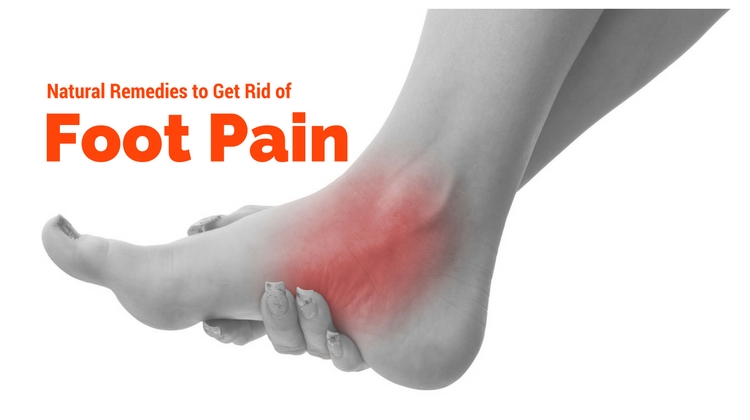 Natural Remedies to Get Rid of
Foot Pain